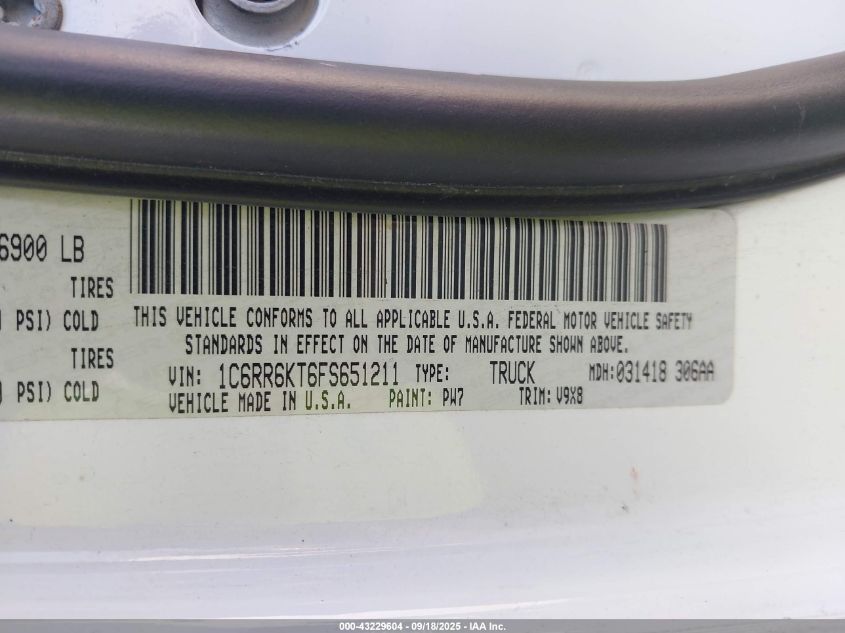 6900 LB
TIRES
PSI) COLD
TIRES
PSI) COLD
THIS VEHICLE CONFORMS TO ALL APPLICABLE U.S.A. FEDERAL MOTOR VEHICLE SAFETY
STANDARDS IN EFFECT ON THE DATE OF MANUFACTURE SHOWN ABOVE.
VIN: 1C6RR6KT6FS651211 TYPE: TRUCK MDH:031418 306AA
VEHICLE MADE IN U.S.A. PAINT: PW7 TRIM: V9X8
000-43229604 - 09/18/2025 - IAA Inc.